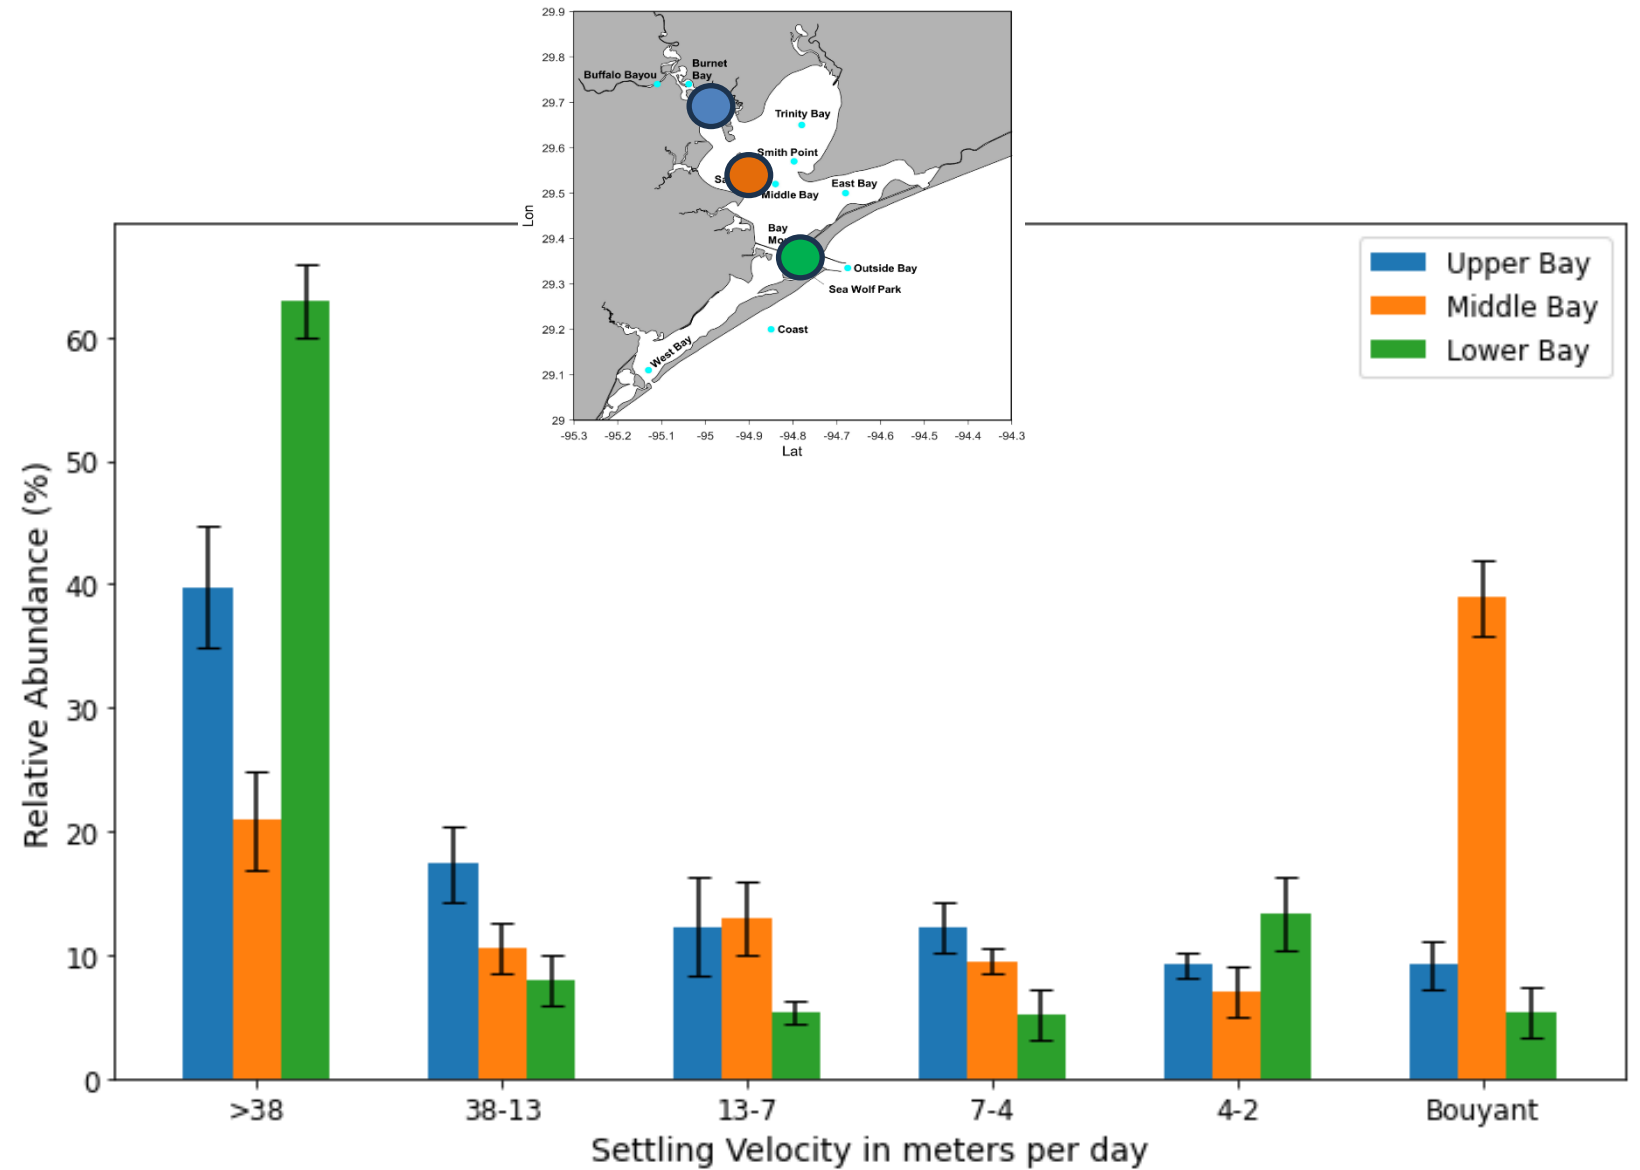 29.9
29.8
29.7
29.6
29.5
29.4
29.3
29.2
29.1
29
Lon
-95.3 -95.2 -95.1 -95 -94.9 -94.8 -94.7 -94.6 -94.5 -94.4 -94.3
Lat
Buffalo Bayou
Burnet
Bay
Trinity Bay
Smith Point
Middle Bay
East Bay
Bay
Outside Bay
Sea Wolf Park
Coast
West Bay
Upper Bay
Middle Bay
Lower Bay
Relative Abundance (%)
60
50
40
30
20
10
0
>38 38-13 13-7 7-4 4-2 Bouyant
Settling Velocity in meters per day